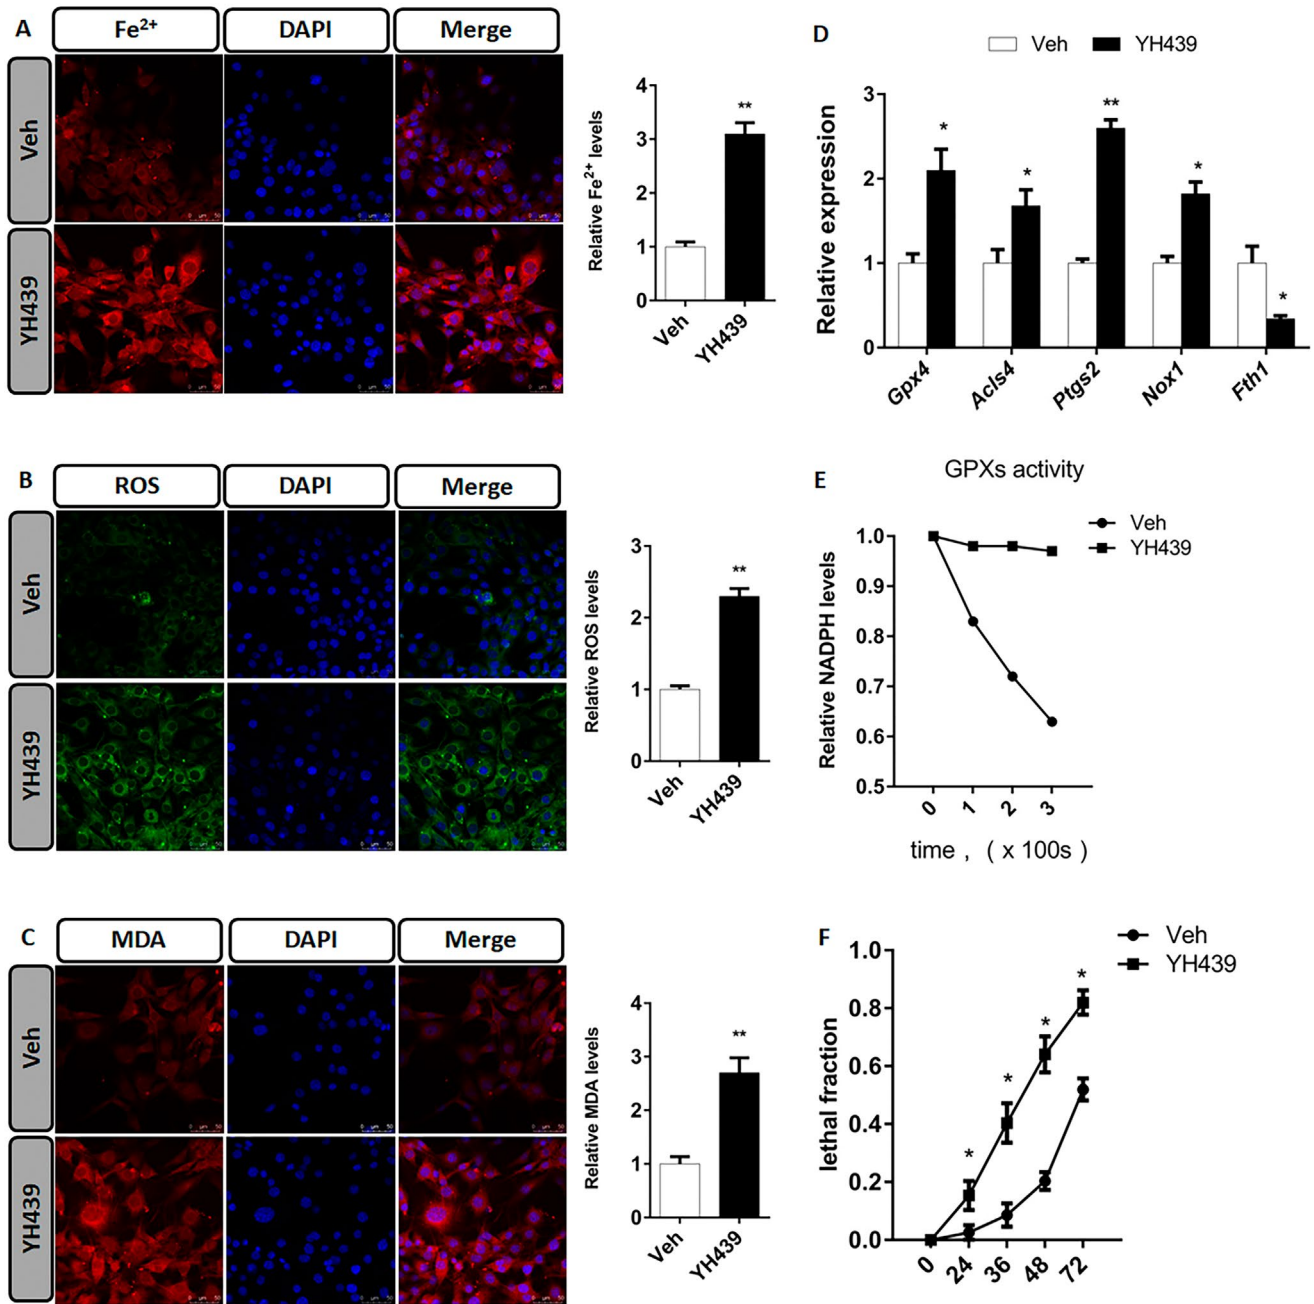 A
Fe²⁺ DAPI Merge
Veh
YH439
Relative Fe²⁺ levels
4
3
2
1
0
**
Veh YH439
D
Veh YH439
Relative expression
3
2
1
0
* * ** * *
Gpx4 Acls4 Ptgs2 Nox1 Fth1
B
ROS DAPI Merge
Veh
YH439
Relative ROS levels
3
2
1
0
**
Veh YH439
E
GPXs activity
Veh
YH439
Relative NADPH levels
1.0
0.9
0.8
0.7
0.6
0.5
0 1 2 3
time , ( x 100s )
C
MDA DAPI Merge
Veh
YH439
Relative MDA levels
4
3
2
1
0
**
Veh YH439
F
Veh
YH439
lethal fraction
1.0
0.8
0.6
0.4
0.2
0.0
* * * *
0 24 36 48 72